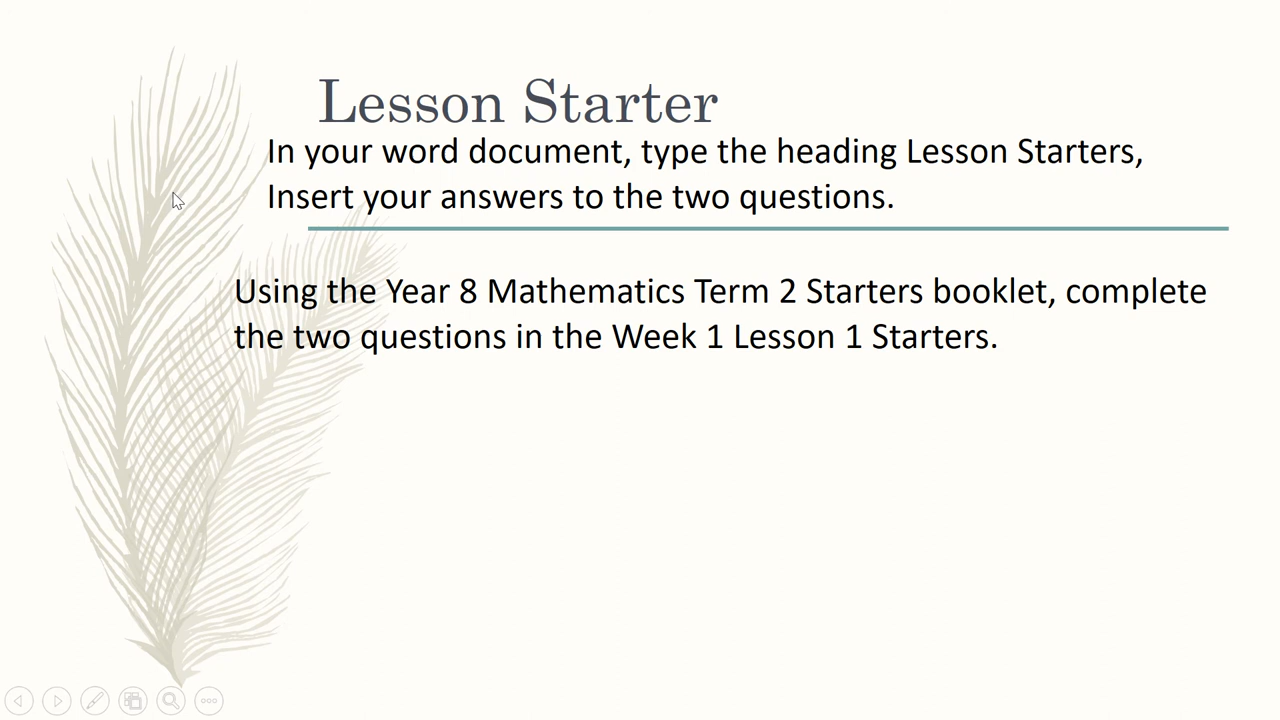 Lesson Starter
In your word document, type the heading Lesson Starters,
Insert your answers to the two questions.
Using the Year 8 Mathematics Term 2 Starters booklet, complete
the two questions in the Week 1 Lesson 1 Starters.